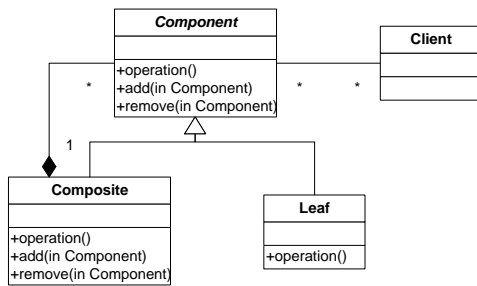 Component
+operation()
+add(in Component)
+remove(in Component)
Client
*
*
*
1
Composite
+operation()
+add(in Component)
+remove(in Component)
Leaf
+operation()